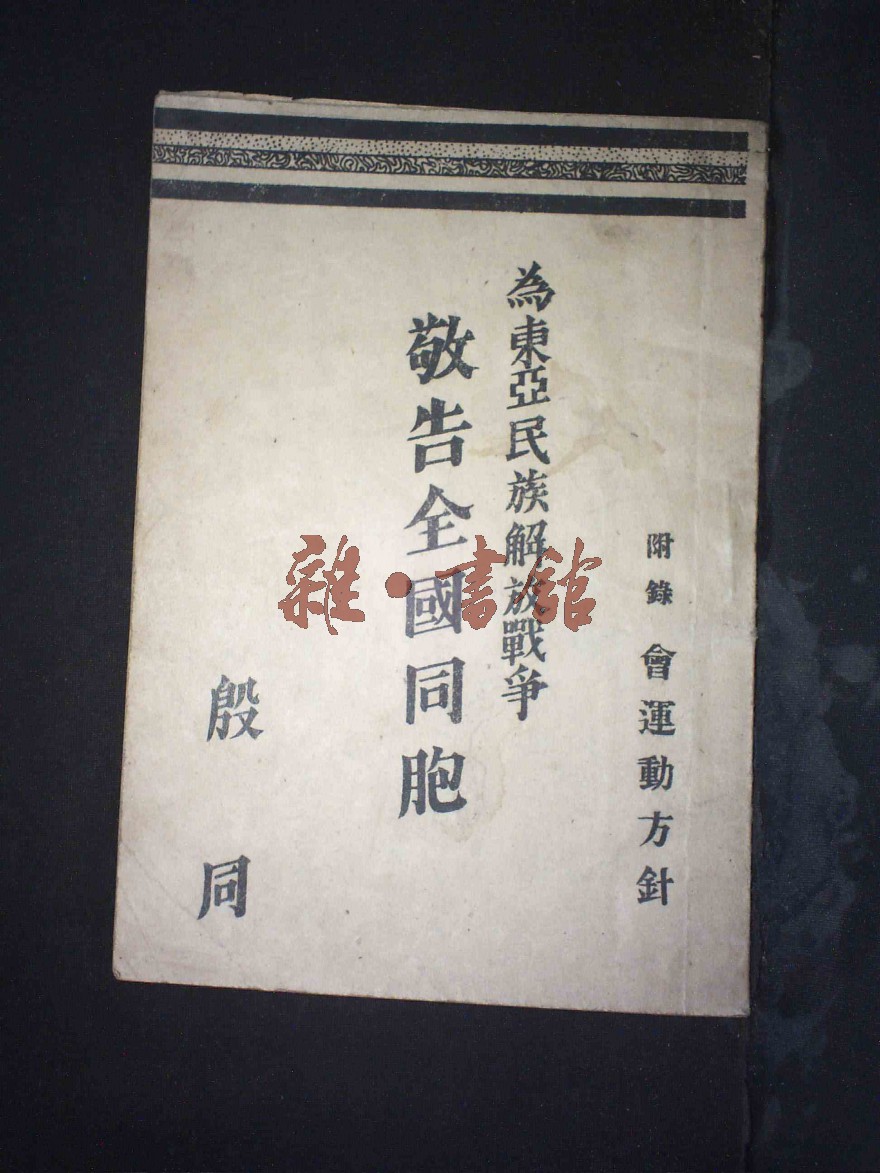 附錄 會運動方針
為東亞民族解放戰爭
敬告全國同胞
殷同
雜·書館